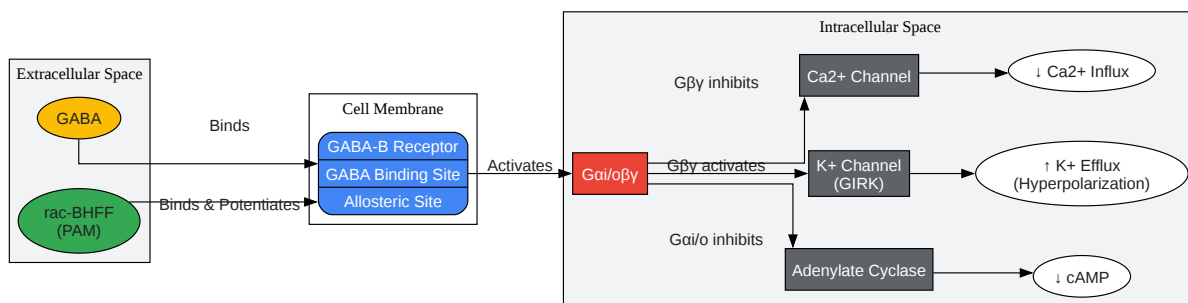 Extracellular Space
GABA
rac-BHFF
(PAM)
Binds
Binds & Potentiates
Cell Membrane
GABA-B Receptor
GABA Binding Site
Allosteric Site
Activates
Intracellular Space
Gαi/oβγ
Gβγ inhibits
Gβγ activates
Gαi/o inhibits
Ca2+ Channel
K+ Channel
(GIRK)
Adenylate Cyclase
↓ Ca2+ Influx
↑ K+ Efflux
(Hyperpolarization)
↓ cAMP